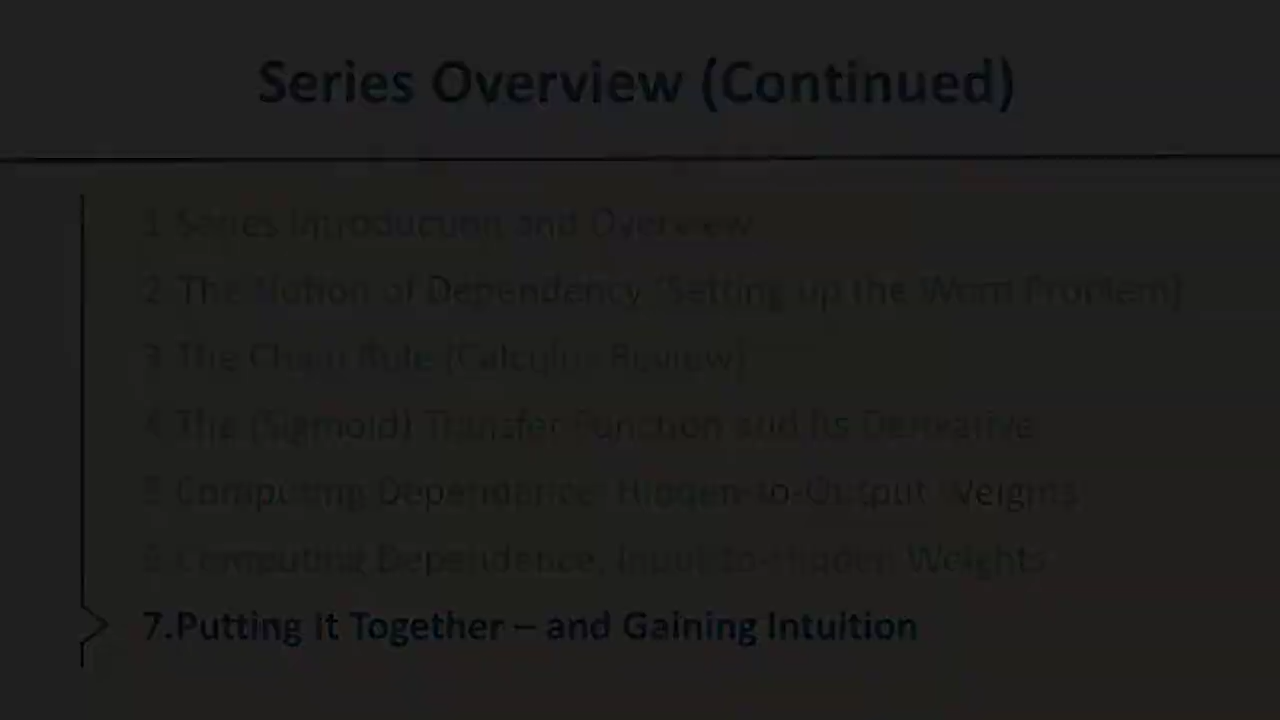 Series Overview (Continued)
1. Series Introduction and Overview
2. The Notion of Dependency (Setting up the Word Problem)
3. The Chain Rule (Calculus Review)
4. The (Sigmoid) Transfer Function and Its Derivative
5. Computing Dependence: Hidden-to-Output Weights
6. Computing Dependence: Input-to-Hidden Weights
7.Putting It Together – and Gaining Intuition